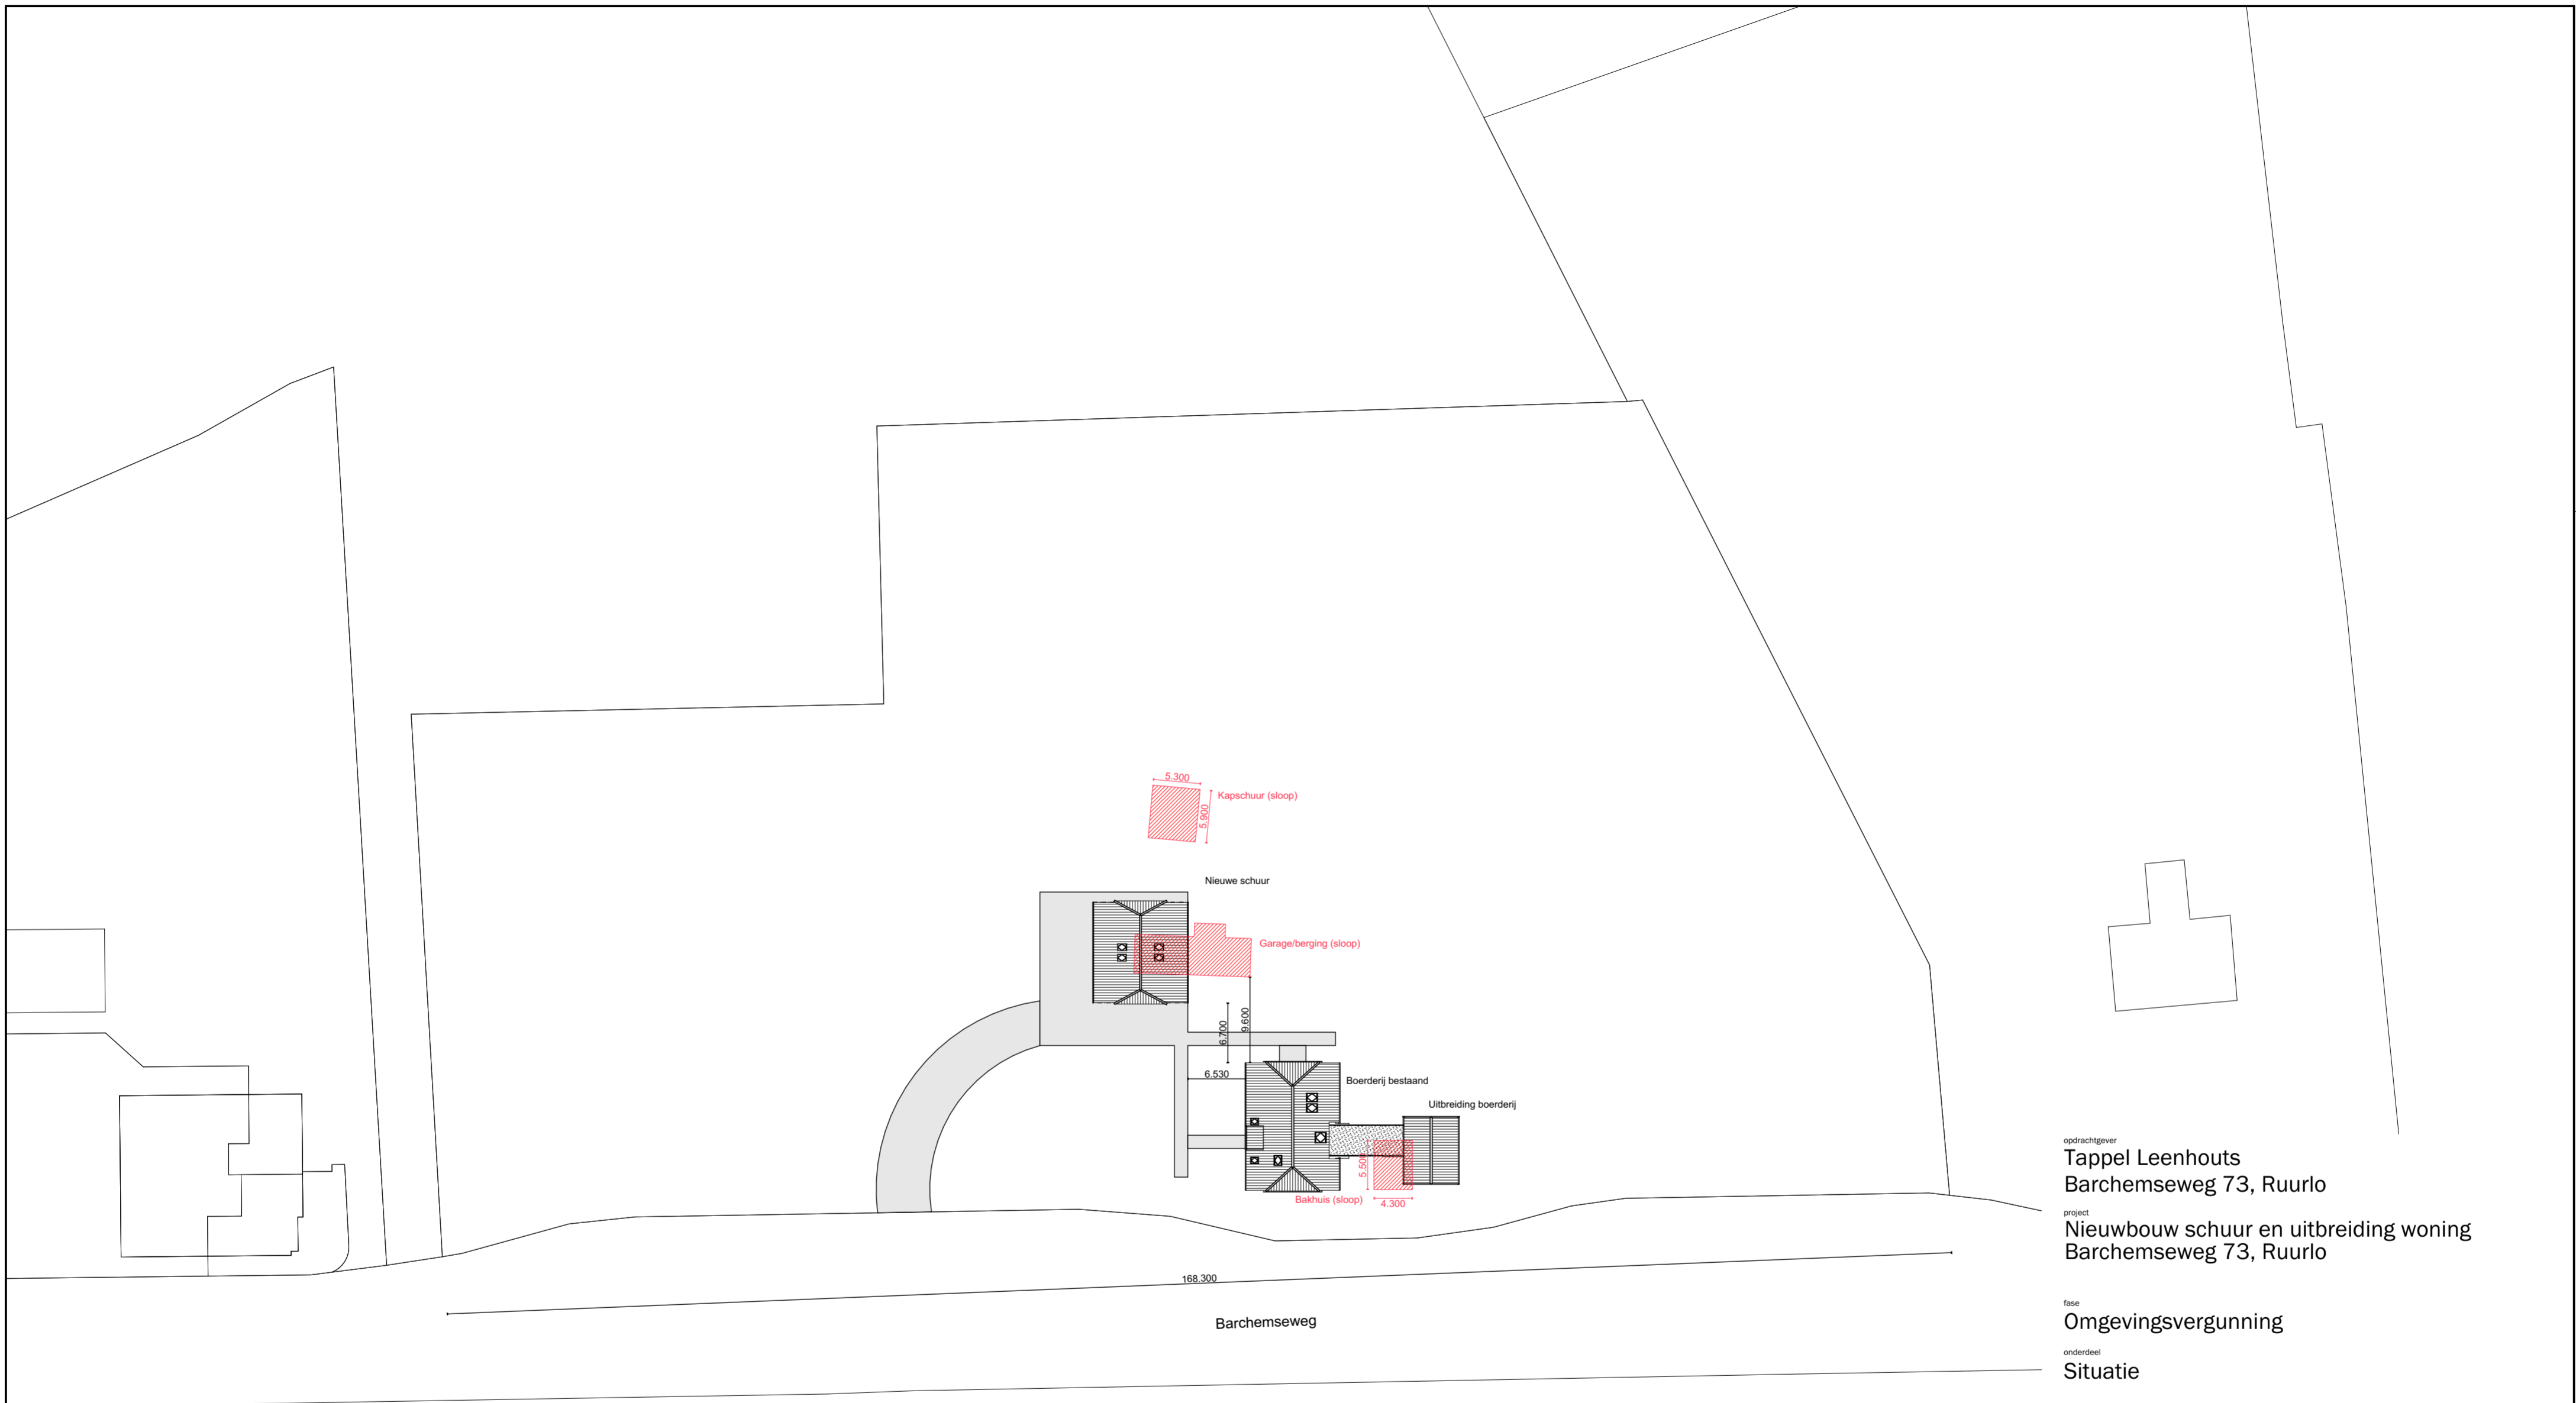 5.300
Kapschuur (sloop)
5.900
Nieuwe schuur
Garage/berging (sloop)
9.600
6.700
6.530
Boerderij bestaand
Uitbreiding boerderij
5.500
Bakhuis (sloop)
4.300
168.300
Barchemseweg
opdrachtgever
Tappel Leenhouts
Barchemseweg 73, Ruurlo
project
Nieuwbouw schuur en uitbreiding woning
Barchemseweg 73, Ruurlo
fase
Omgevingsvergunning
onderdeel
Situatie